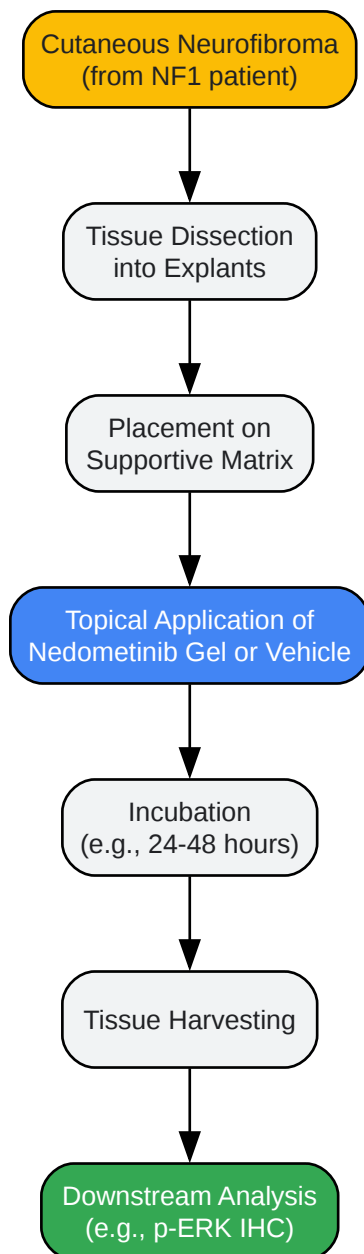 Cutaneous Neurofibroma
(from NF1 patient)
Tissue Dissection
into Explants
Placement on
Supportive Matrix
Topical Application of
Nedometinib Gel or Vehicle
Incubation
(e.g., 24-48 hours)
Tissue Harvesting
Downstream Analysis
(e.g., p-ERK IHC)